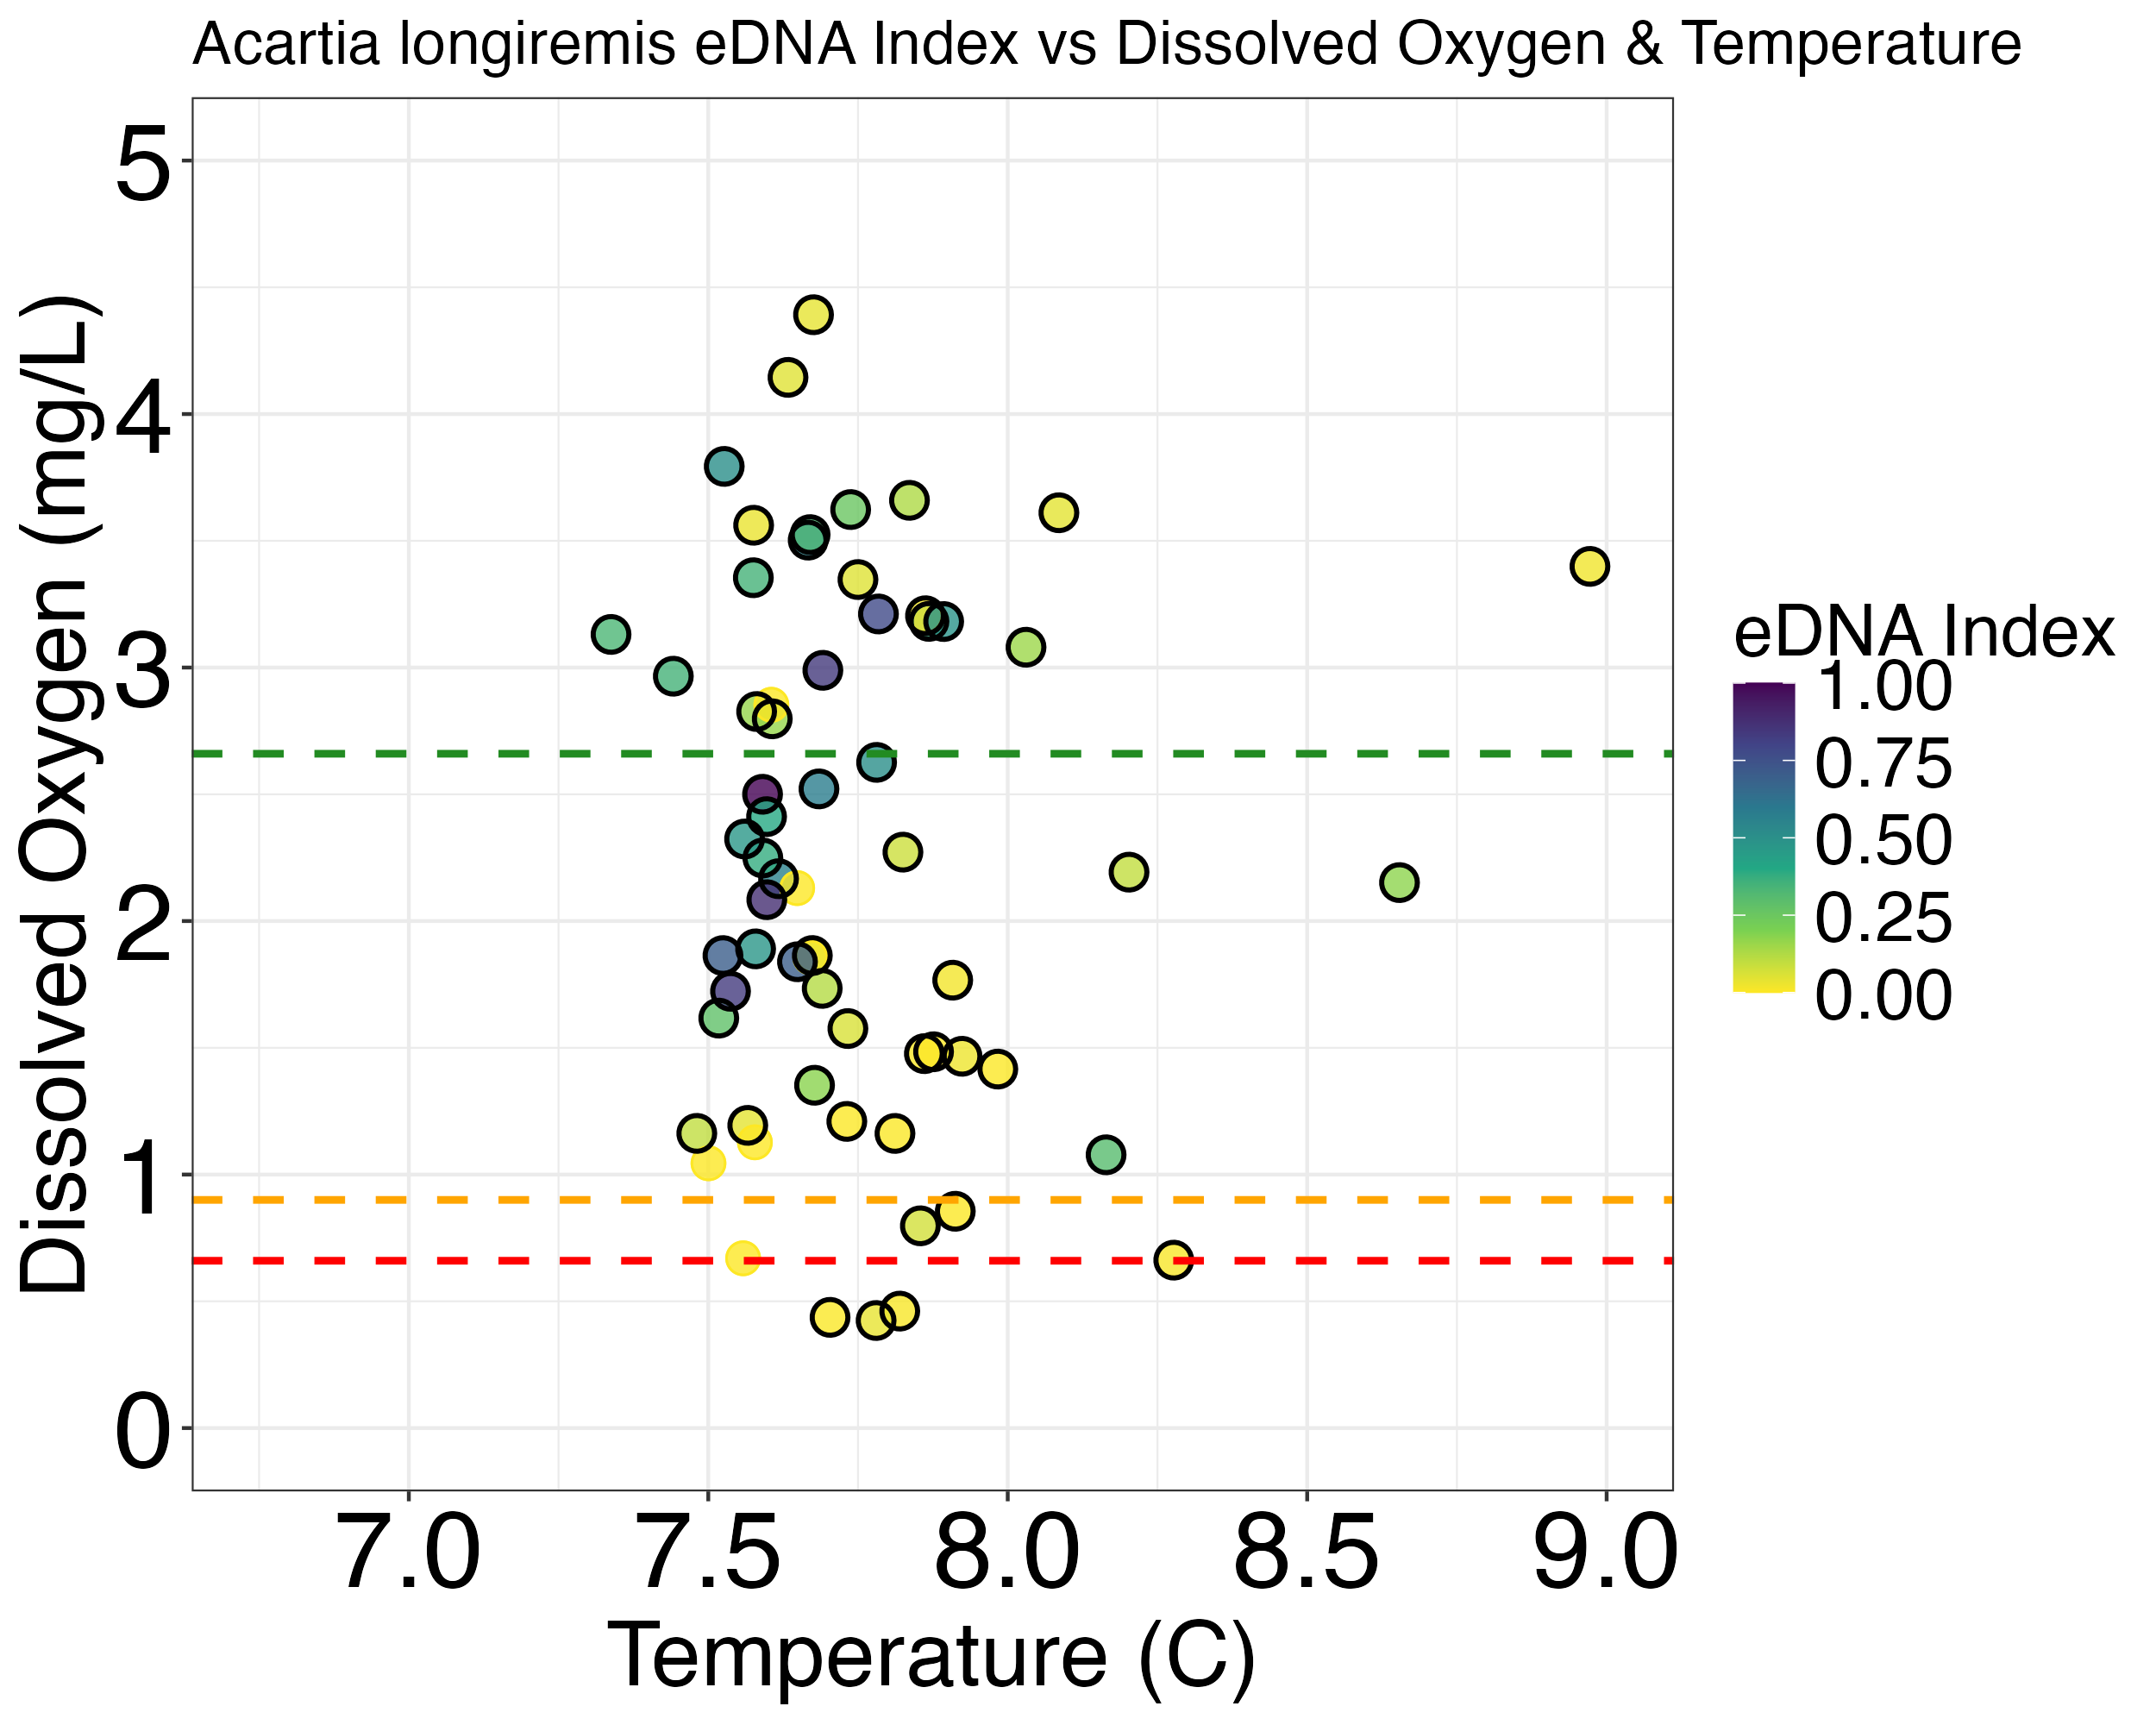 Acartia longiremis eDNA Index vs Dissolved Oxygen & Temperature
Dissolved Oxygen (mg/L)
5
4
3
2
1
0
7.0 7.5 8.0 8.5 9.0
Temperature (C)
eDNA Index
1.00
0.75
0.50
0.25
0.00